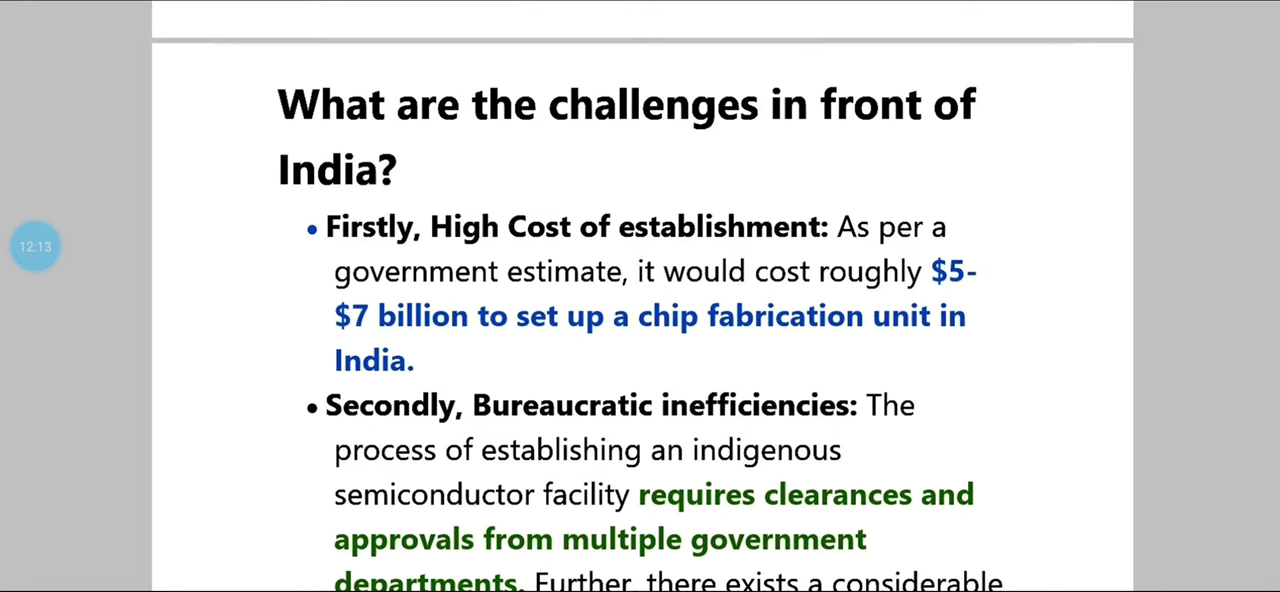 What are the challenges in front of
India?
12:13
• Firstly, High Cost of establishment: As per a
government estimate, it would cost roughly $5-
$7 billion to set up a chip fabrication unit in
India.
• Secondly, Bureaucratic inefficiencies: The
process of establishing an indigenous
semiconductor facility requires clearances and
approvals from multiple government
departments. Further, there exists a considerable